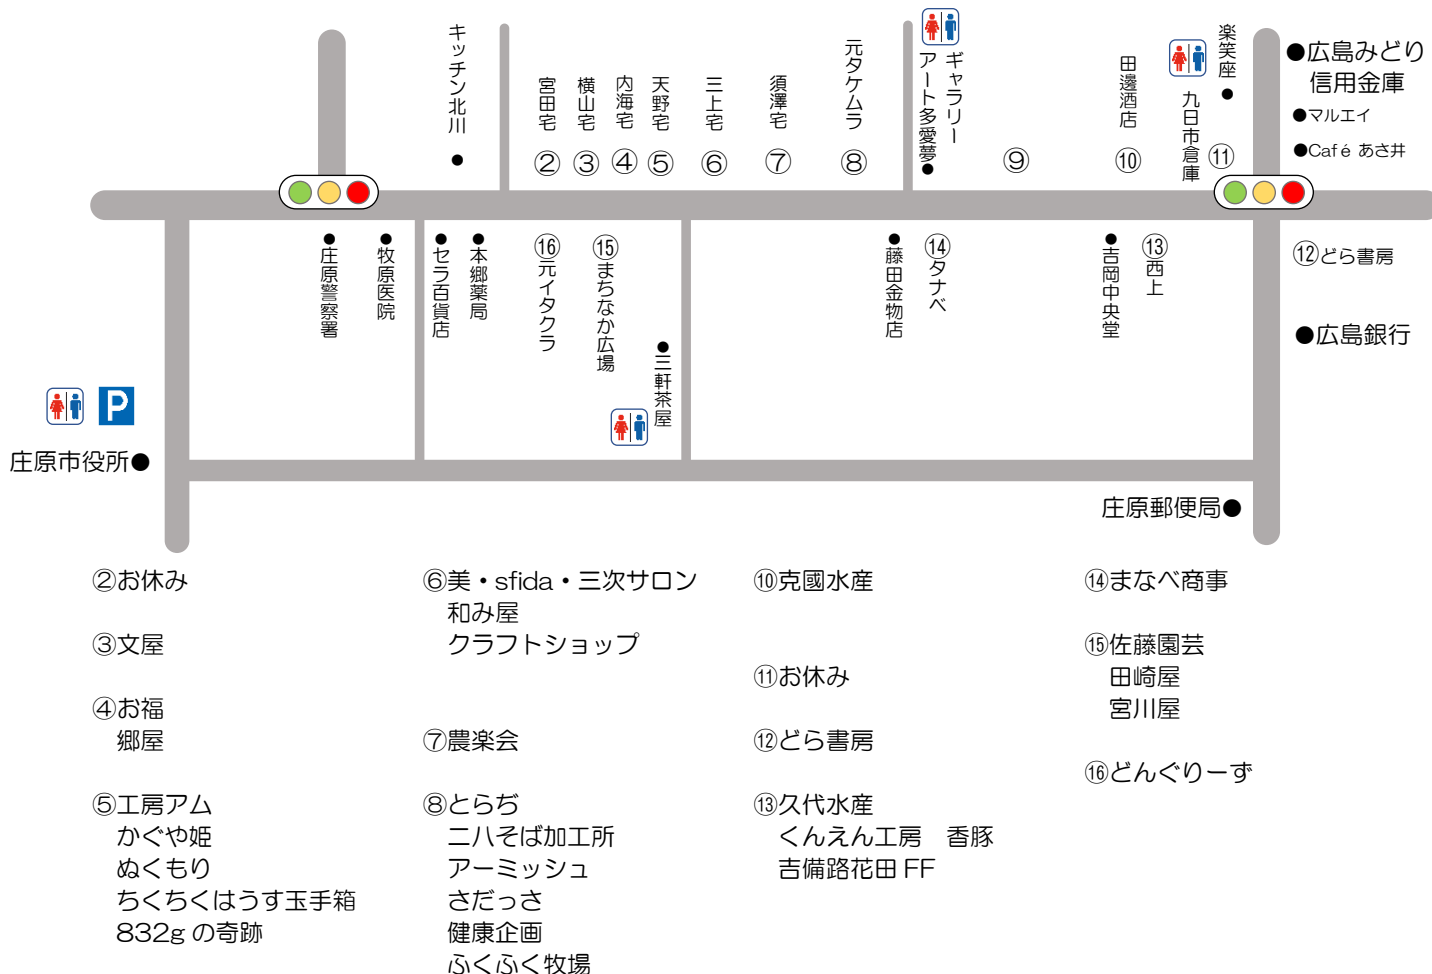 キッチン北川
宮田宅
横山宅
内海宅
天野宅
三上宅
須澤宅
元タケムラ
ギャラリー
アート多愛夢
田邊酒店
九日市倉庫
楽笑座
●広島みどり
信用金庫
●マルエイ
●Café あさ井
②
③
④
⑤
⑥
⑦
⑧
⑨
⑩
⑪
庄原警察署
牧原医院
セラ百貨店
本郷薬局
⑯元イタクラ
⑮まちなか広場
三軒茶屋
藤田金物店
⑭タナベ
吉岡中央堂
⑬西上
⑫どら書房
●広島銀行
P
庄原市役所●
庄原郵便局●
②お休み
③文屋
④お福
郷屋
⑤工房アム
かぐや姫
ぬくもり
ちくちくはうす玉手箱
832g の奇跡
⑥美・sfida・三次サロン
和み屋
クラフトショップ
⑦農楽会
⑧とらぢ
二八そば加工所
アーミッシュ
さだっさ
健康企画
ふくふく牧場
⑩克國水産
⑪お休み
⑫どら書房
⑬久代水産
くんえん工房　香豚
吉備路花田 FF
⑭まなべ商事
⑮佐藤園芸
田崎屋
宮川屋
⑯どんぐりーず